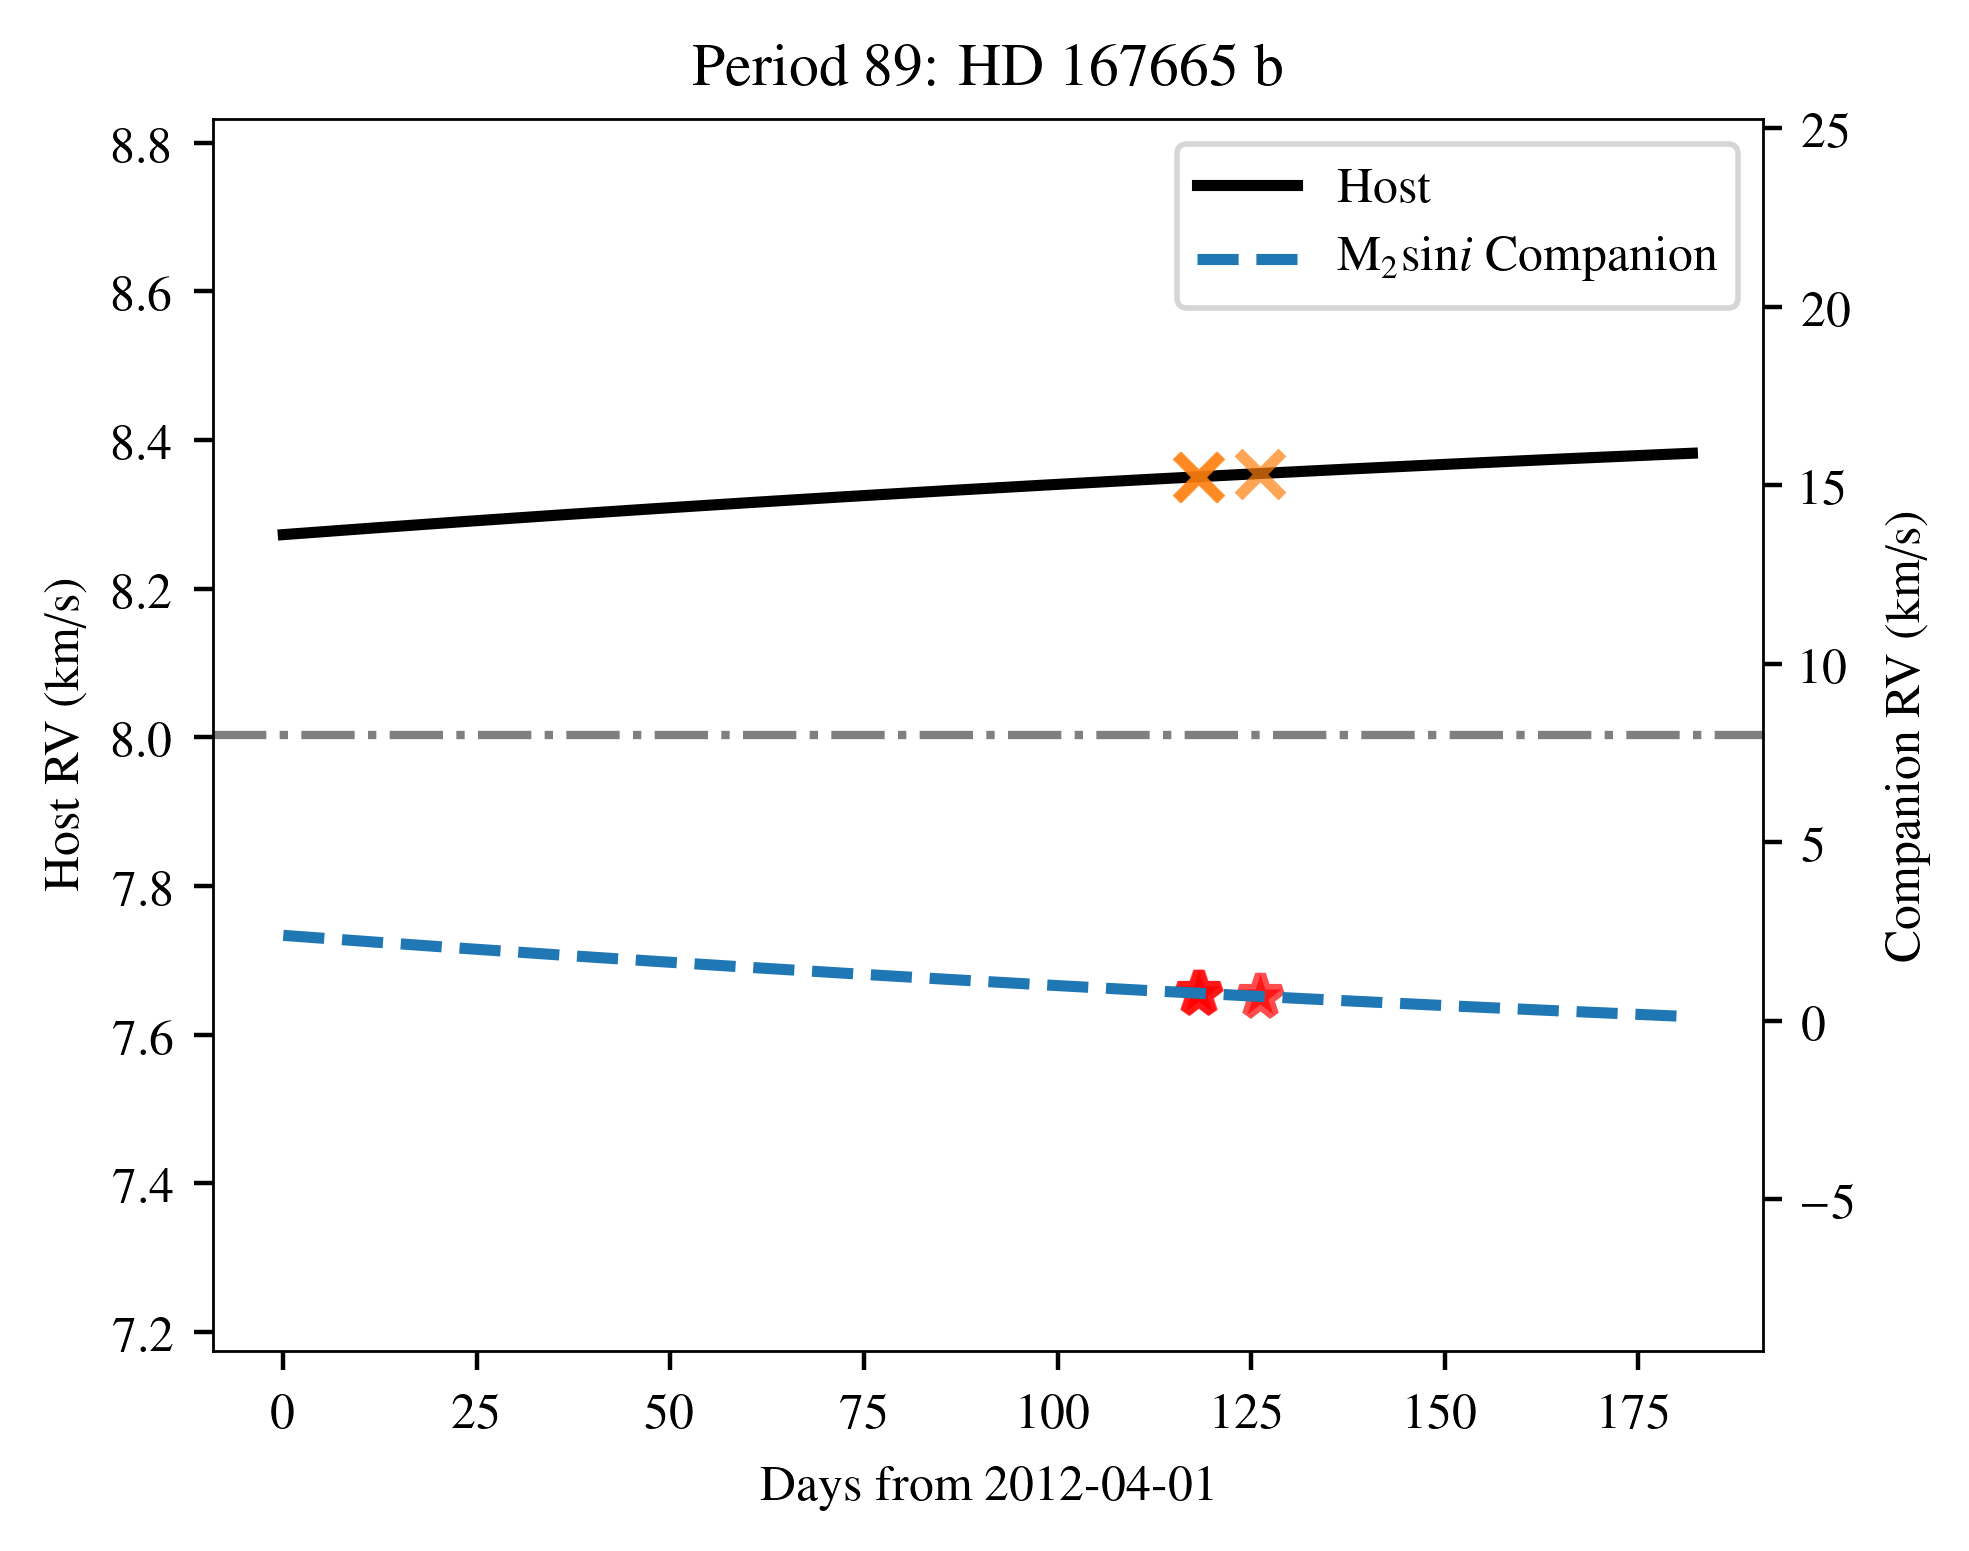 Period 89: HD 167665 b
Host
M₂sini Companion
8.8
8.6
8.4
8.2
8.0
7.8
7.6
7.4
7.2
Host RV (km/s)
25
20
15
10
5
0
−5
Companion RV (km/s)
0 25 50 75 100 125 150 175
Days from 2012-04-01